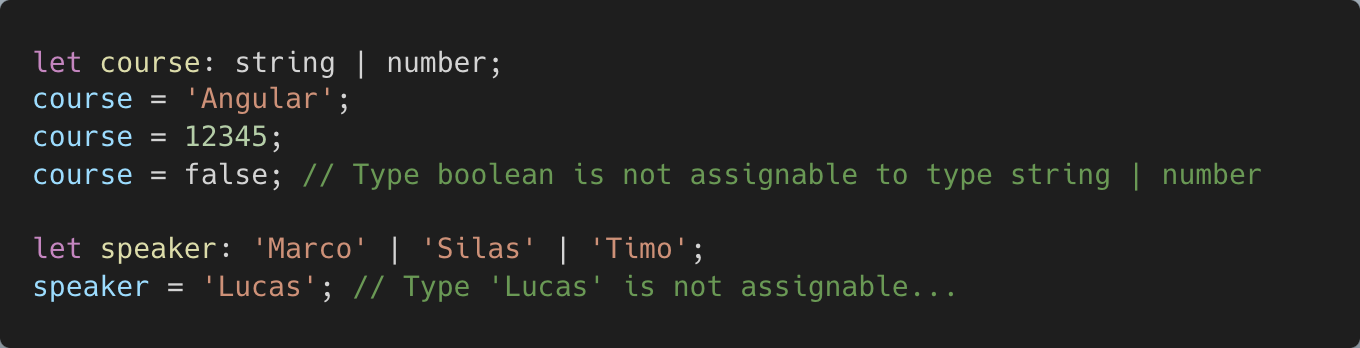 let course: string | number;
course = 'Angular';
course = 12345;
course = false; // Type boolean is not assignable to type string | number
let speaker: 'Marco' | 'Silas' | 'Timo';
speaker = 'Lucas'; // Type 'Lucas' is not assignable...